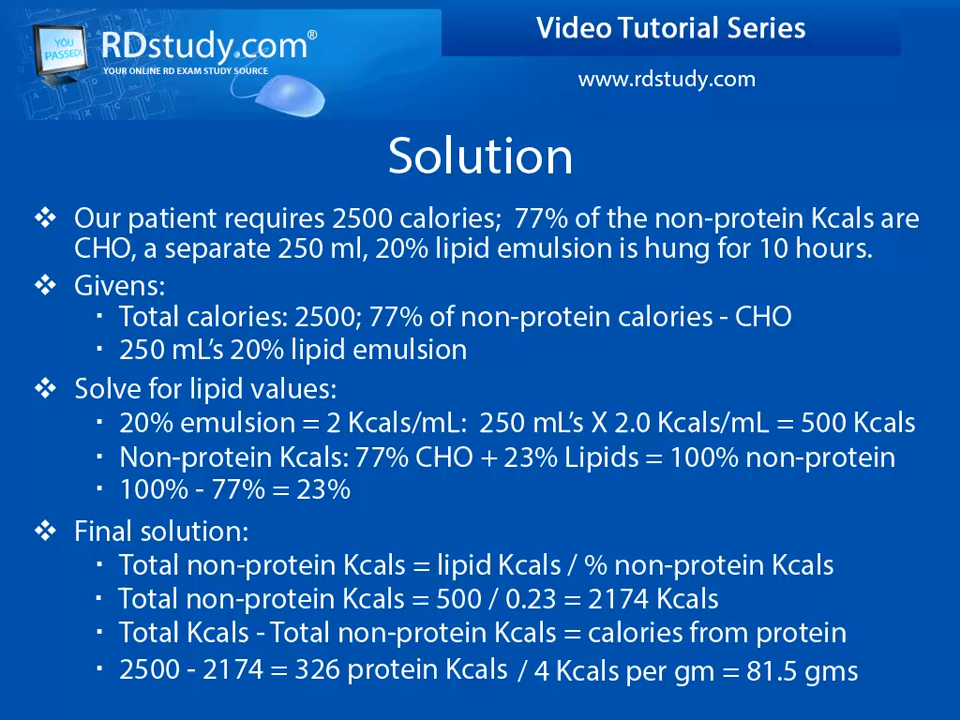 YOU PASSED!
RDstudy.com®
YOUR ONLINE RD EXAM STUDY SOURCE
Video Tutorial Series
www.rdstudy.com
Solution
❖ Our patient requires 2500 calories; 77% of the non-protein Kcals are
CHO, a separate 250 ml, 20% lipid emulsion is hung for 10 hours.
❖ Givens:
· Total calories: 2500; 77% of non-protein calories - CHO
· 250 mL's 20% lipid emulsion
❖ Solve for lipid values:
· 20% emulsion = 2 Kcals/mL: 250 mL's X 2.0 Kcals/mL = 500 Kcals
· Non-protein Kcals: 77% CHO + 23% Lipids = 100% non-protein
· 100% - 77% = 23%
❖ Final solution:
· Total non-protein Kcals = lipid Kcals / % non-protein Kcals
· Total non-protein Kcals = 500 / 0.23 = 2174 Kcals
· Total Kcals - Total non-protein Kcals = calories from protein
· 2500 - 2174 = 326 protein Kcals / 4 Kcals per gm = 81.5 gms